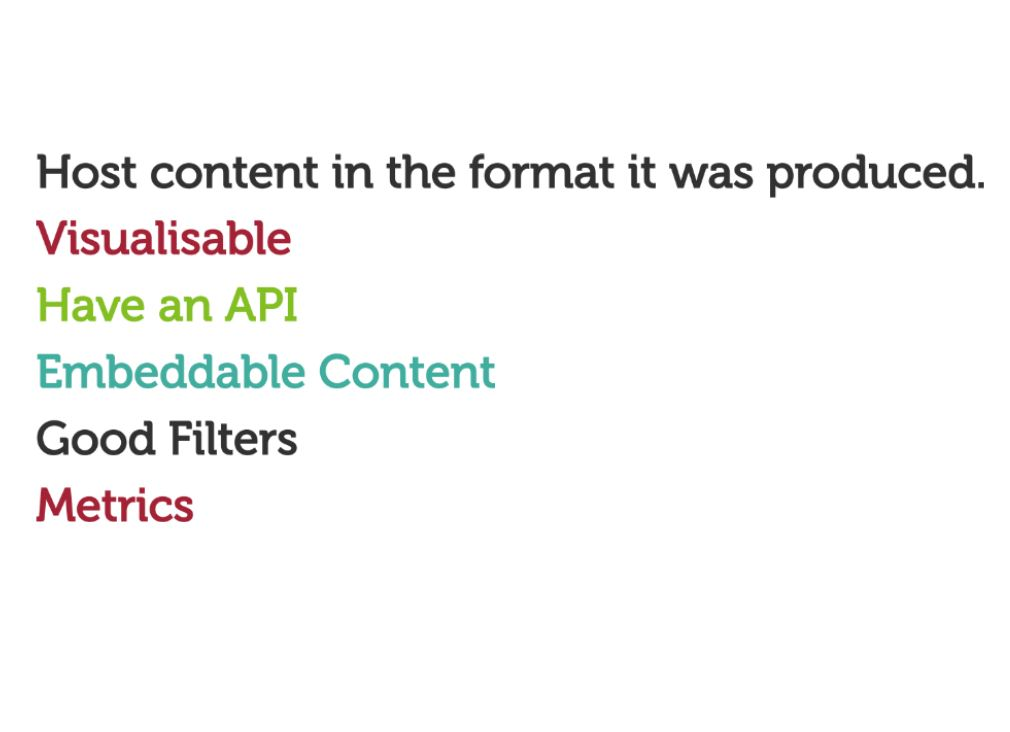 Host content in the format it was produced.
Visualisable
Have an API
Embeddable Content
Good Filters
Metrics